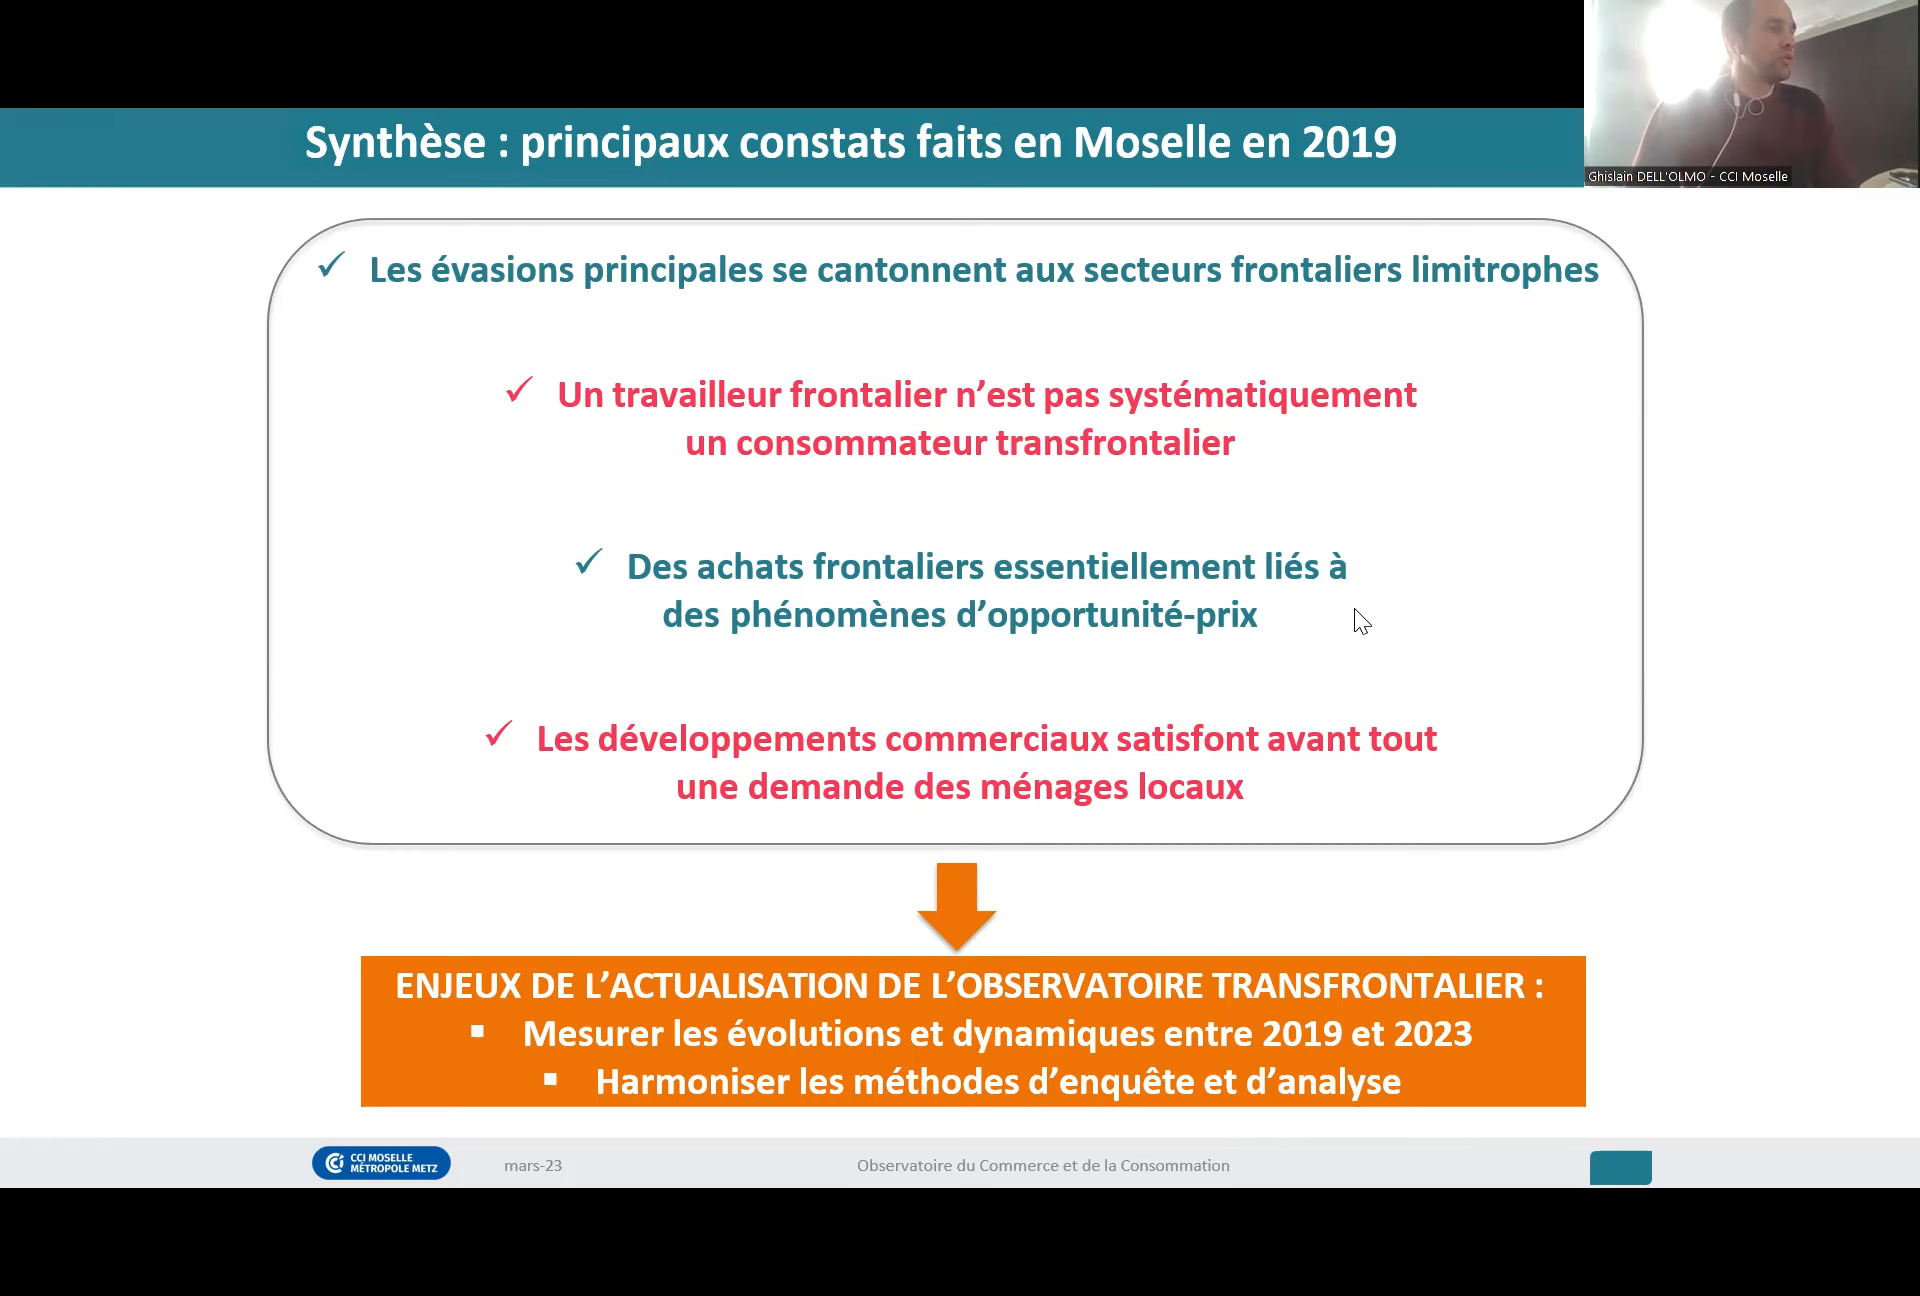 Synthèse : principaux constats faits en Moselle en 2019
Ghislain DELL'OLMO - CCI Moselle
✓ Les évasions principales se cantonnent aux secteurs frontaliers limitrophes
✓ Un travailleur frontalier n’est pas systématiquement
un consommateur transfrontalier
✓ Des achats frontaliers essentiellement liés à
des phénomènes d’opportunité-prix
✓ Les développements commerciaux satisfont avant tout
une demande des ménages locaux
ENJEUX DE L’ACTUALISATION DE L’OBSERVATOIRE TRANSFRONTALIER :
▪ Mesurer les évolutions et dynamiques entre 2019 et 2023
▪ Harmoniser les méthodes d’enquête et d’analyse
CCI MOSELLE
MÉTROPOLE METZ
mars-23
Observatoire du Commerce et de la Consommation